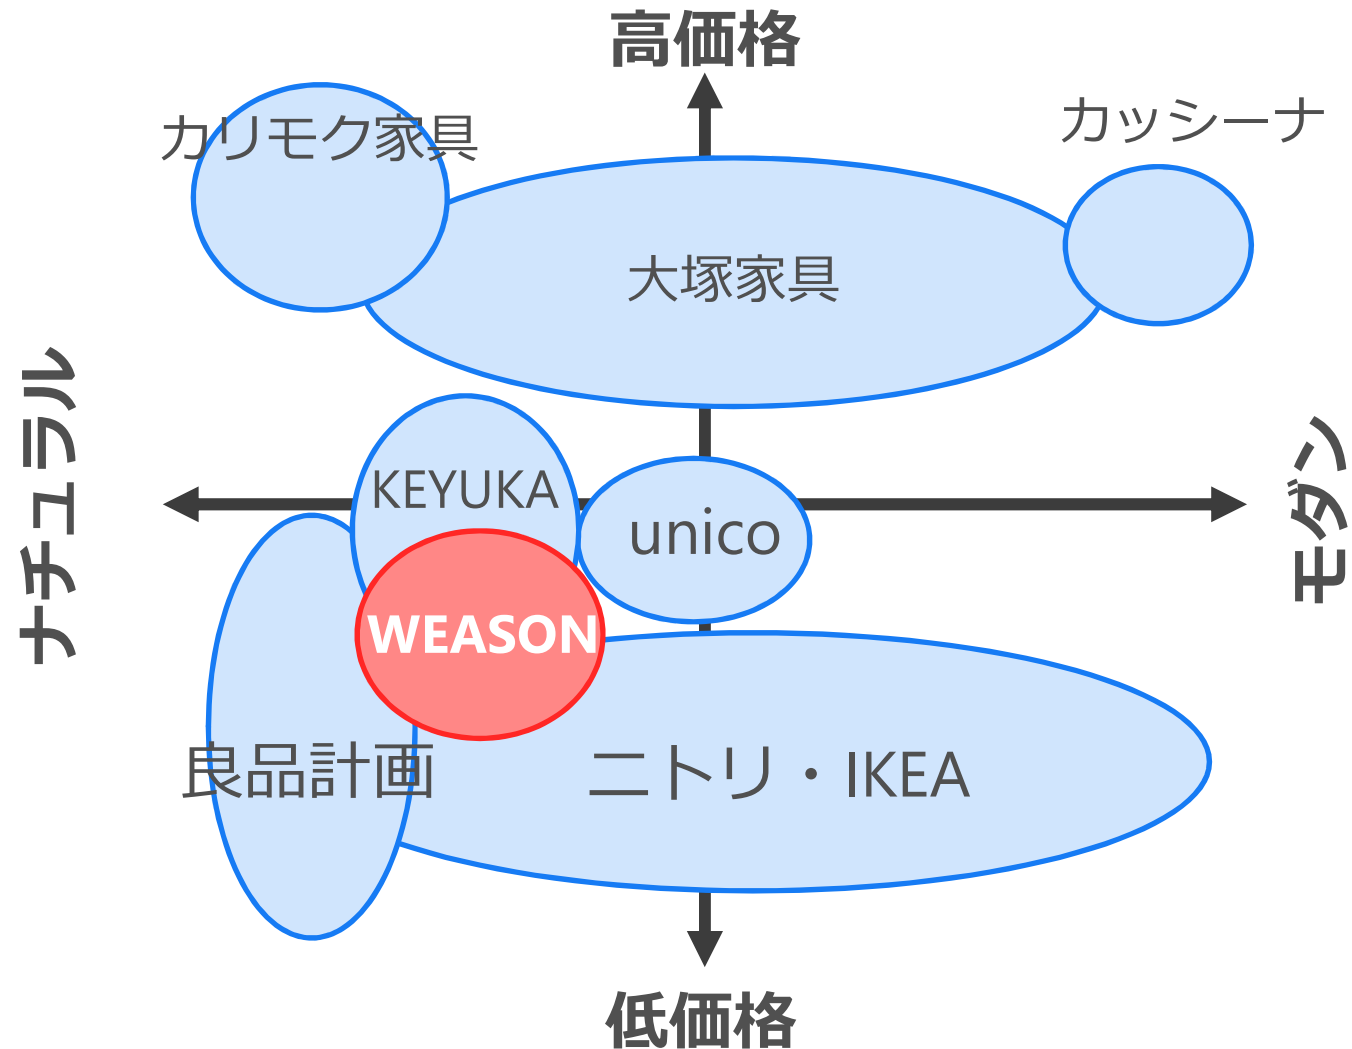 高価格
カリモク家具
カッシーナ
大塚家具
ナチュラル
モダン
KEYUKA
unico
WEASON
良品計画
ニトリ・IKEA
低価格